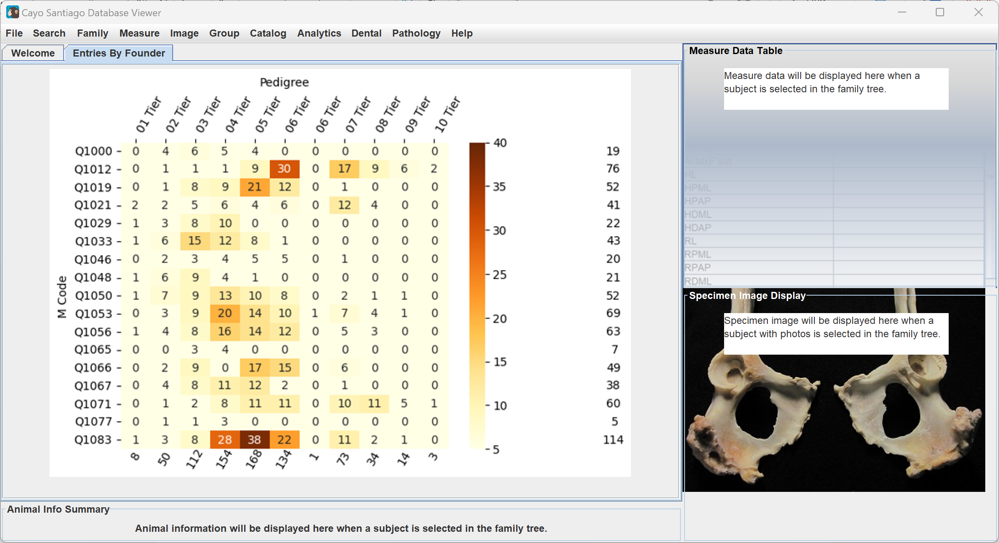 Cayo Santiago Database Viewer
File Search Family Measure Image Group Catalog Analytics Dental Pathology Help
Welcome Entries By Founder
Pedigree
01 Tier 02 Tier 03 Tier 04 Tier 05 Tier 06 Tier 06 Tier 07 Tier 08 Tier 09 Tier 10 Tier
M Code
Q1000 0 4 6 5 4 0 0 0 0 0 0 19
Q1012 0 1 1 1 9 30 0 17 9 6 2 76
Q1019 0 1 8 9 21 12 0 1 0 0 0 52
Q1021 2 2 5 6 4 6 0 12 4 0 0 41
Q1029 1 3 8 10 0 0 0 0 0 0 0 22
Q1033 1 6 15 12 8 1 0 0 0 0 0 43
Q1046 0 2 3 4 5 5 0 1 0 0 0 20
Q1048 1 6 9 4 1 0 0 0 0 0 0 21
Q1050 1 7 9 13 10 8 0 2 1 1 0 52
Q1053 0 3 9 20 14 10 1 7 4 1 0 69
Q1056 1 4 8 16 14 12 0 5 3 0 0 63
Q1065 0 0 3 4 0 0 0 0 0 0 0 7
Q1066 0 2 9 0 17 15 0 6 0 0 0 49
Q1067 0 4 8 11 12 2 0 1 0 0 0 38
Q1071 0 1 2 8 11 11 0 10 11 5 1 60
Q1077 0 1 1 3 0 0 0 0 0 0 0 5
Q1083 1 3 8 28 38 22 0 11 2 1 0 114
8 50 112 154 168 134 1 73 34 14 3
40
35
30
25
20
15
10
5
Measure Data Table
Measure data will be displayed here when a
subject is selected in the family tree.
Al-MxF sut
HL
HPML
HPAP
HDML
HDAP
RL
RPML
RPAP
RDML
Specimen Image Display
Specimen image will be displayed here when a
subject with photos is selected in the family tree.
Animal Info Summary
Animal information will be displayed here when a subject is selected in the family tree.